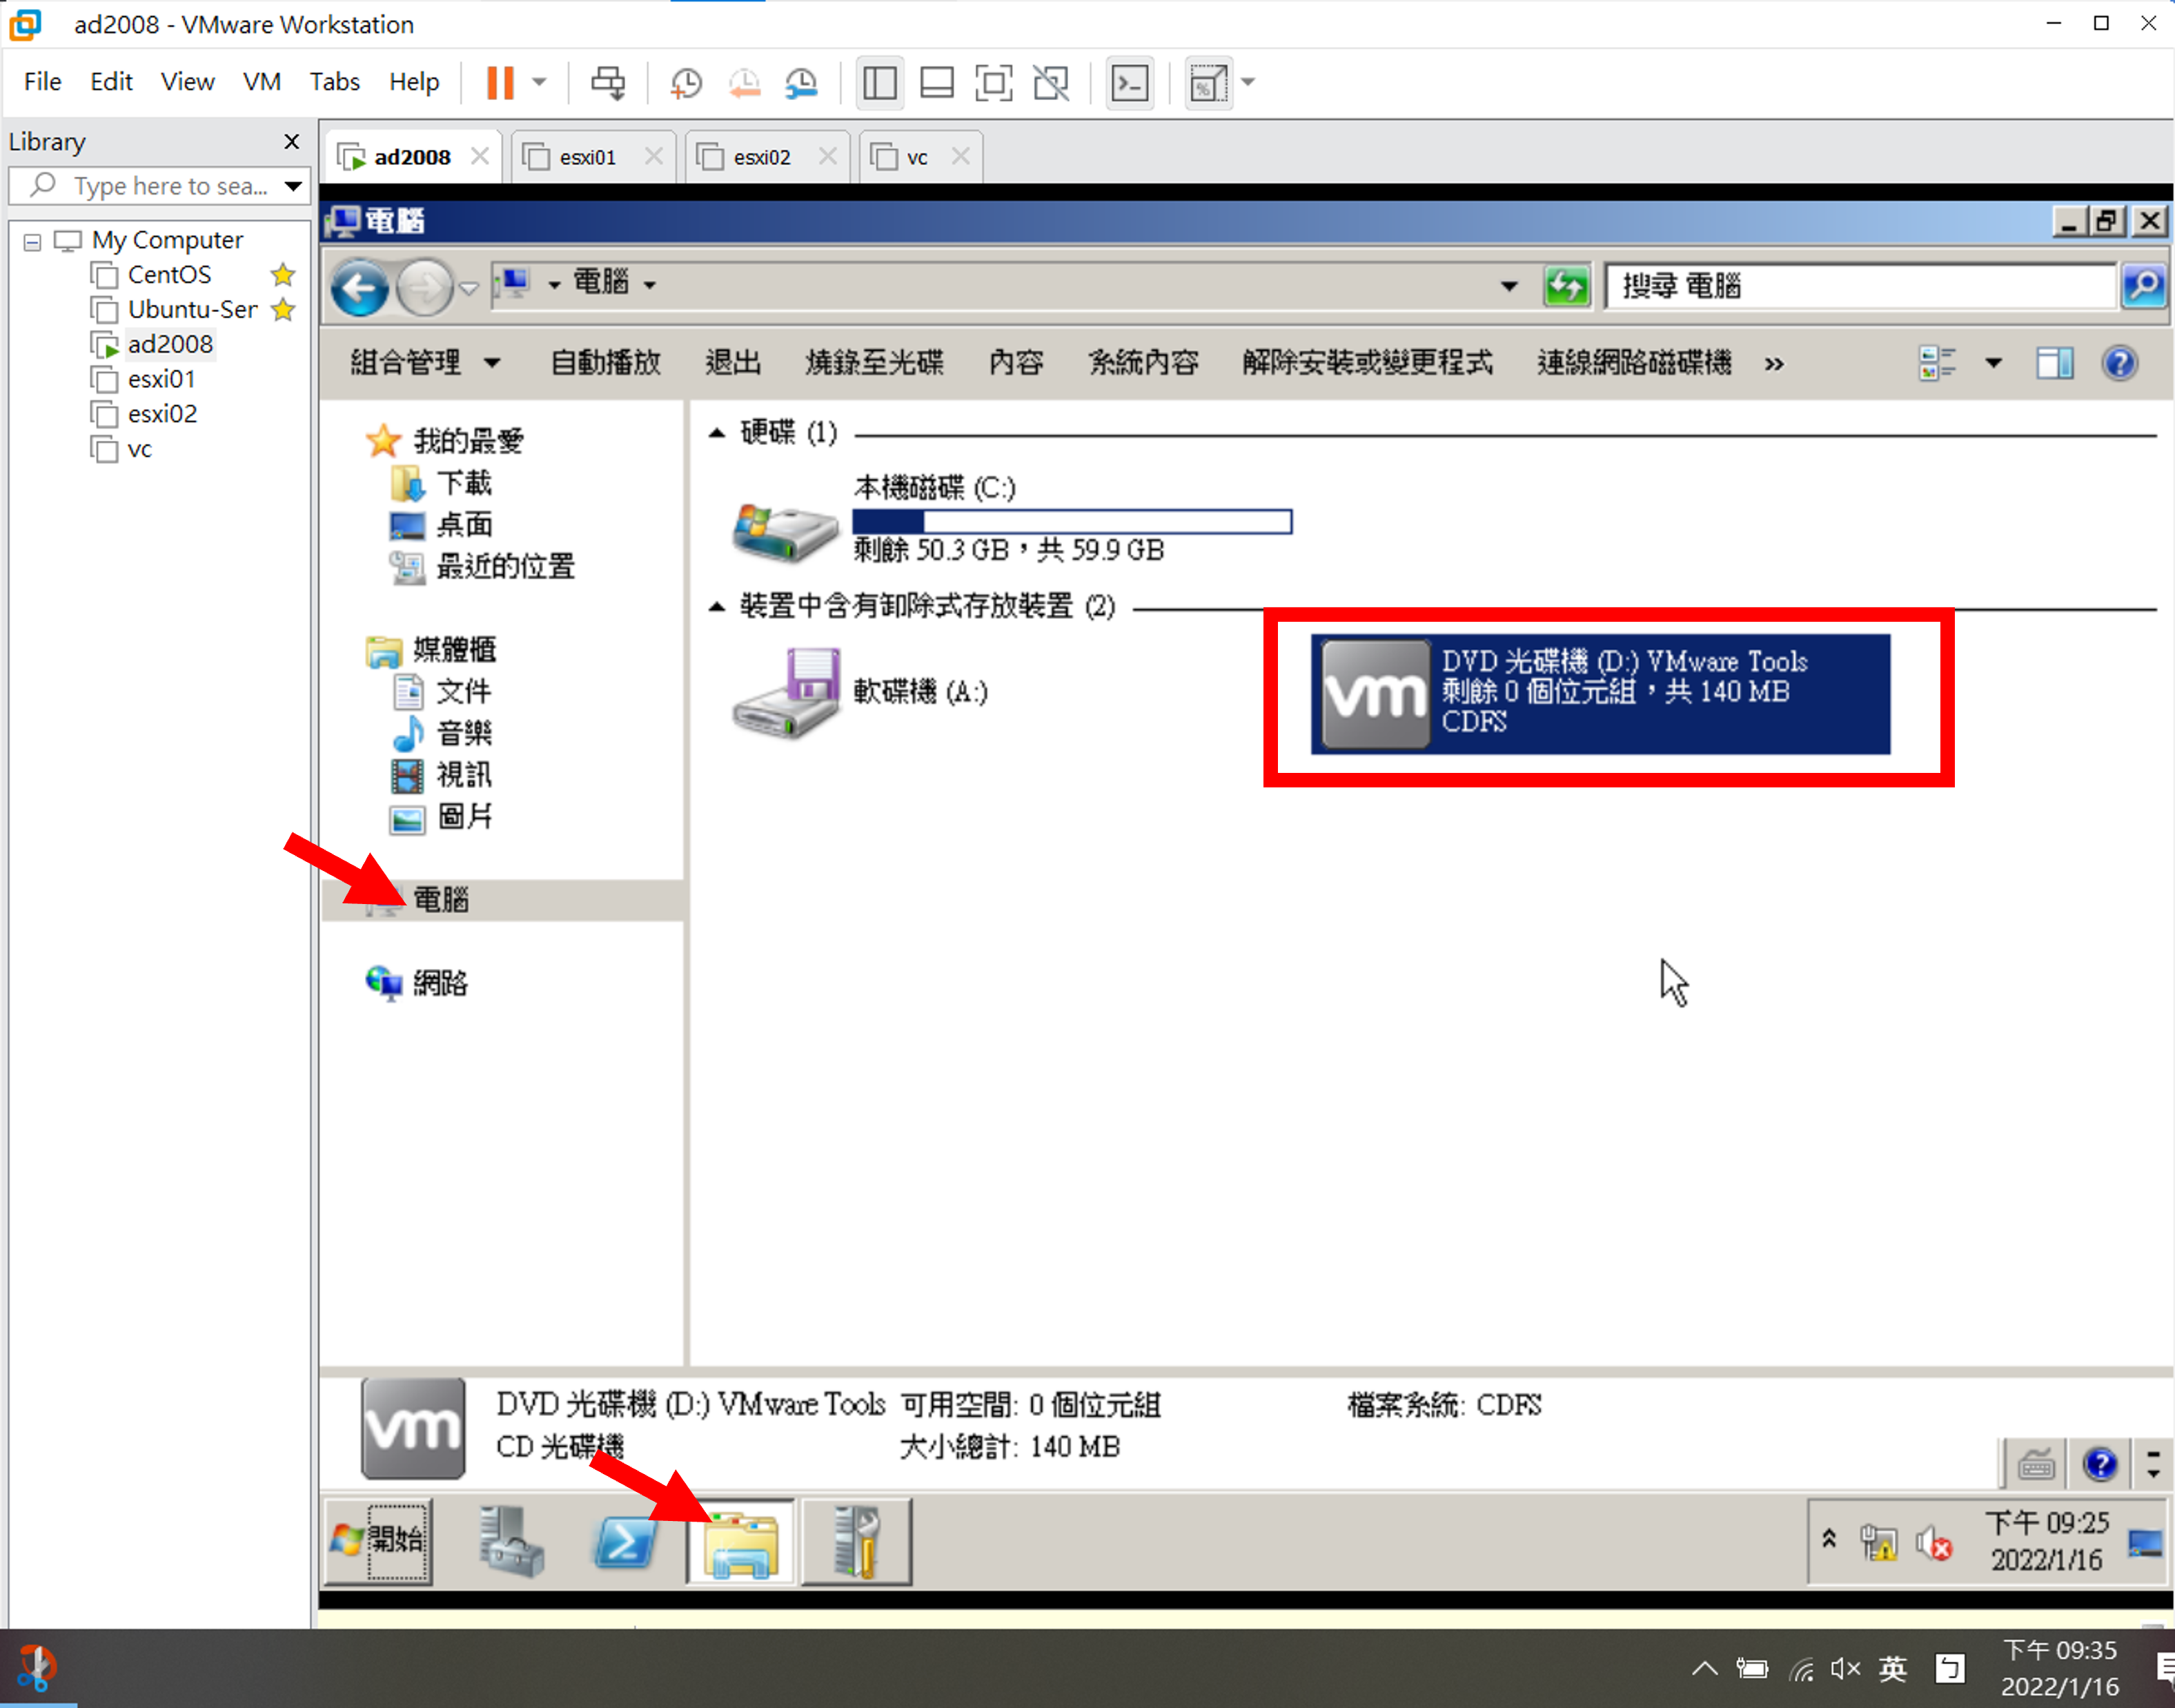 ad2008 - VMware Workstation
File Edit View VM Tabs Help
Library
ad2008
esxi01
esxi02
vc
Type here to sea...
My Computer
CentOS
Ubuntu-Ser
ad2008
esxi01
esxi02
vc
電腦
電腦
搜尋 電腦
組合管理 自動播放 退出 燒錄至光碟 內容 系統內容 解除安裝或變更程式 連線網路磁碟機 »
我的最愛
下載
桌面
最近的位置
媒體櫃
文件
音樂
視訊
圖片
電腦
網路
硬碟 (1)
本機磁碟 (C:)
剩餘 50.3 GB，共 59.9 GB
裝置中含有卸除式存放裝置 (2)
軟碟機 (A:)
vm
DVD 光碟機 (D:) VMware Tools
剩餘 0 個位元組，共 140 MB
CDFS
vm
DVD 光碟機 (D:) VMware Tools 可用空間: 0 個位元組 檔案系統: CDFS
CD 光碟機 大小總計: 140 MB
開始
下午 09:25
2022/1/16
英
ㄅ
下午 09:35
2022/1/16